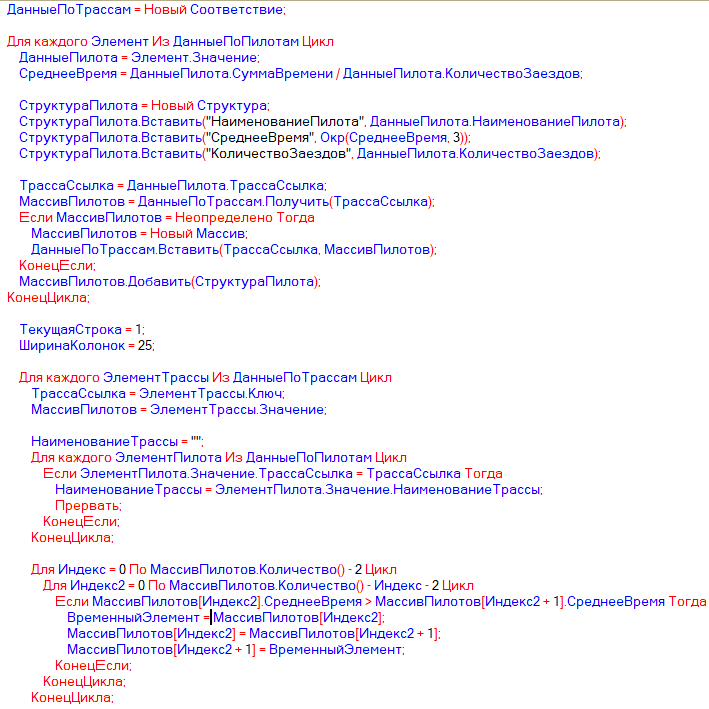 ДанныеПоТрассам = Новый Соответствие;
Для каждого Элемент Из ДанныеПоПилотам Цикл
ДанныеПилота = Элемент.Значение;
СреднееВремя = ДанныеПилота.СуммаВремени / ДанныеПилота.КоличествоЗаездов;
СтруктураПилота = Новый Структура;
СтруктураПилота.Вставить("НаименованиеПилота", ДанныеПилота.НаименованиеПилота);
СтруктураПилота.Вставить("СреднееВремя", Окр(СреднееВремя, 3));
СтруктураПилота.Вставить("КоличествоЗаездов", ДанныеПилота.КоличествоЗаездов);
ТрассаСсылка = ДанныеПилота.ТрассаСсылка;
МассивПилотов = ДанныеПоТрассам.Получить(ТрассаСсылка);
Если МассивПилотов = Неопределено Тогда
МассивПилотов = Новый Массив;
ДанныеПоТрассам.Вставить(ТрассаСсылка, МассивПилотов);
КонецЕсли;
МассивПилотов.Добавить(СтруктураПилота);
КонецЦикла;
ТекущаяСтрока = 1;
ШиринаКолонок = 25;
Для каждого ЭлементТрассы Из ДанныеПоТрассам Цикл
ТрассаСсылка = ЭлементТрассы.Ключ;
МассивПилотов = ЭлементТрассы.Значение;
НаименованиеТрассы = "";
Для каждого ЭлементПилота Из ДанныеПоПилотам Цикл
Если ЭлементПилота.Значение.ТрассаСсылка = ТрассаСсылка Тогда
НаименованиеТрассы = ЭлементПилота.Значение.НаименованиеТрассы;
Прервать;
КонецЕсли;
КонецЦикла;
Для Индекс = 0 По МассивПилотов.Количество() - 2 Цикл
Для Индекс2 = 0 По МассивПилотов.Количество() - Индекс - 2 Цикл
Если МассивПилотов[Индекс2].СреднееВремя > МассивПилотов[Индекс2 + 1].СреднееВремя Тогда
ВременныйЭлемент = МассивПилотов[Индекс2];
МассивПилотов[Индекс2] = МассивПилотов[Индекс2 + 1];
МассивПилотов[Индекс2 + 1] = ВременныйЭлемент;
КонецЕсли;
КонецЦикла;
КонецЦикла;